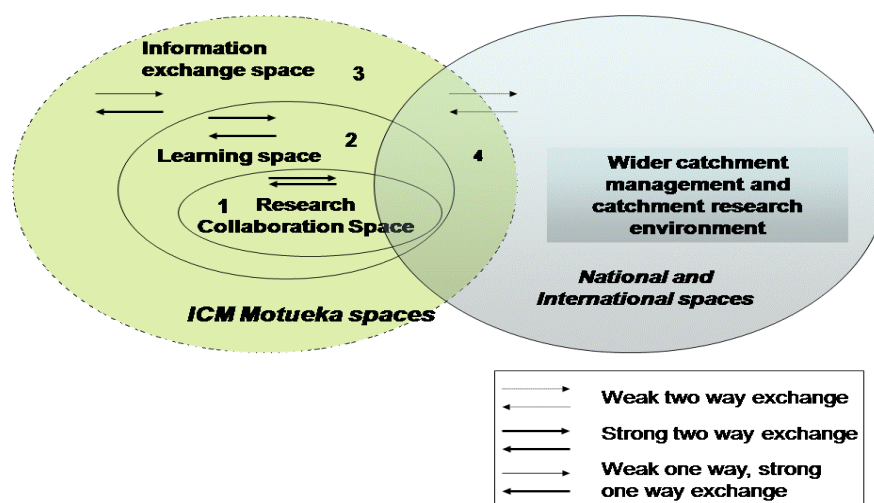 Information
exchange space
3
2
Learning space
4
1
Research
Collaboration Space
ICM Motueka spaces
Wider catchment
management and
catchment research
environment
National and
International spaces
Weak two way exchange
Strong two way exchange
Weak one way, strong
one way exchange